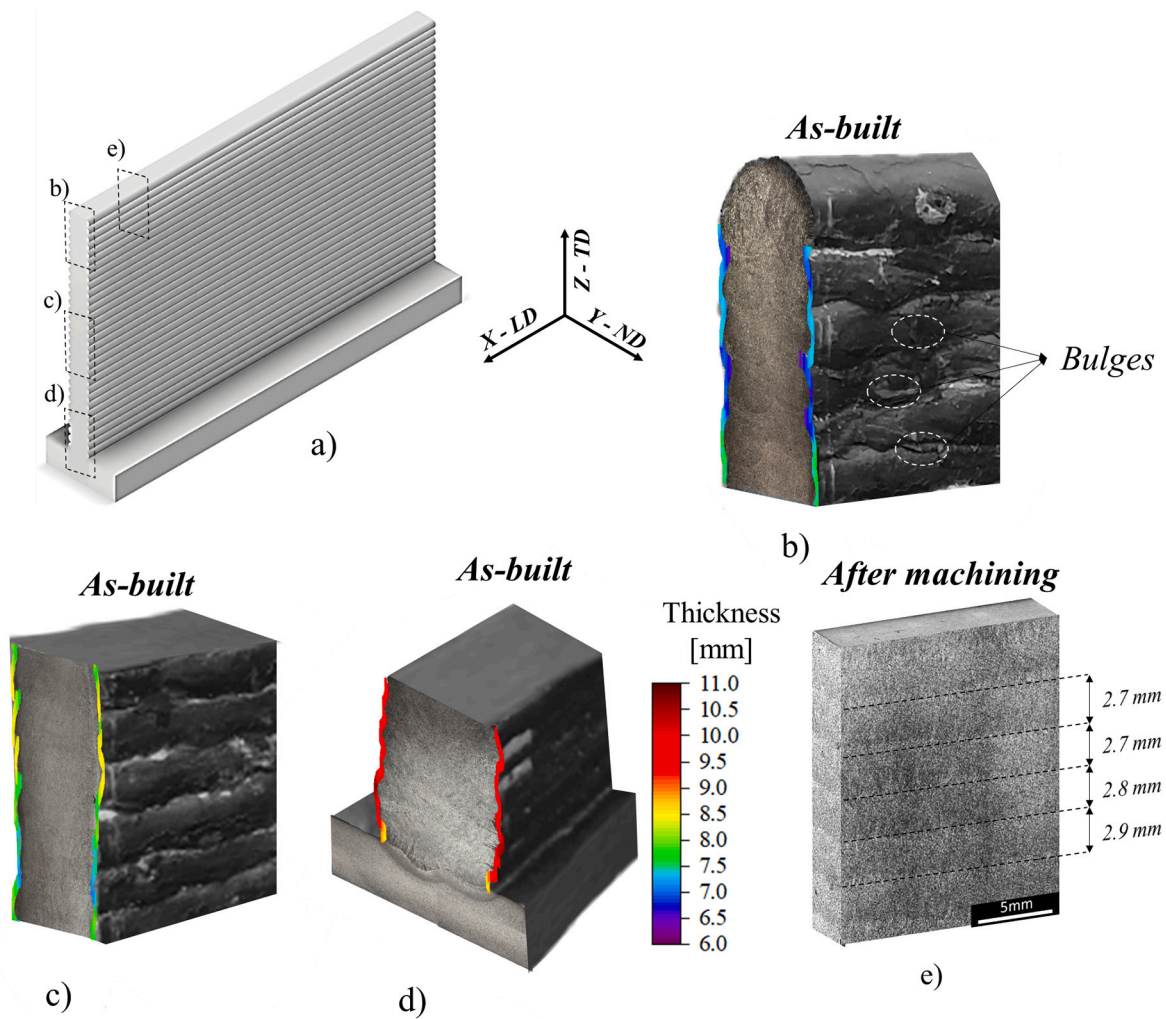 e)
b)
c)
d)
a)
Z - TD
X - LD
Y - ND
As-built
Bulges
b)
As-built
c)
As-built
d)
Thickness
[mm]
11.0
10.5
10.0
9.5
9.0
8.5
8.0
7.5
7.0
6.5
6.0
After machining
2.7 mm
2.7 mm
2.8 mm
2.9 mm
5mm
e)